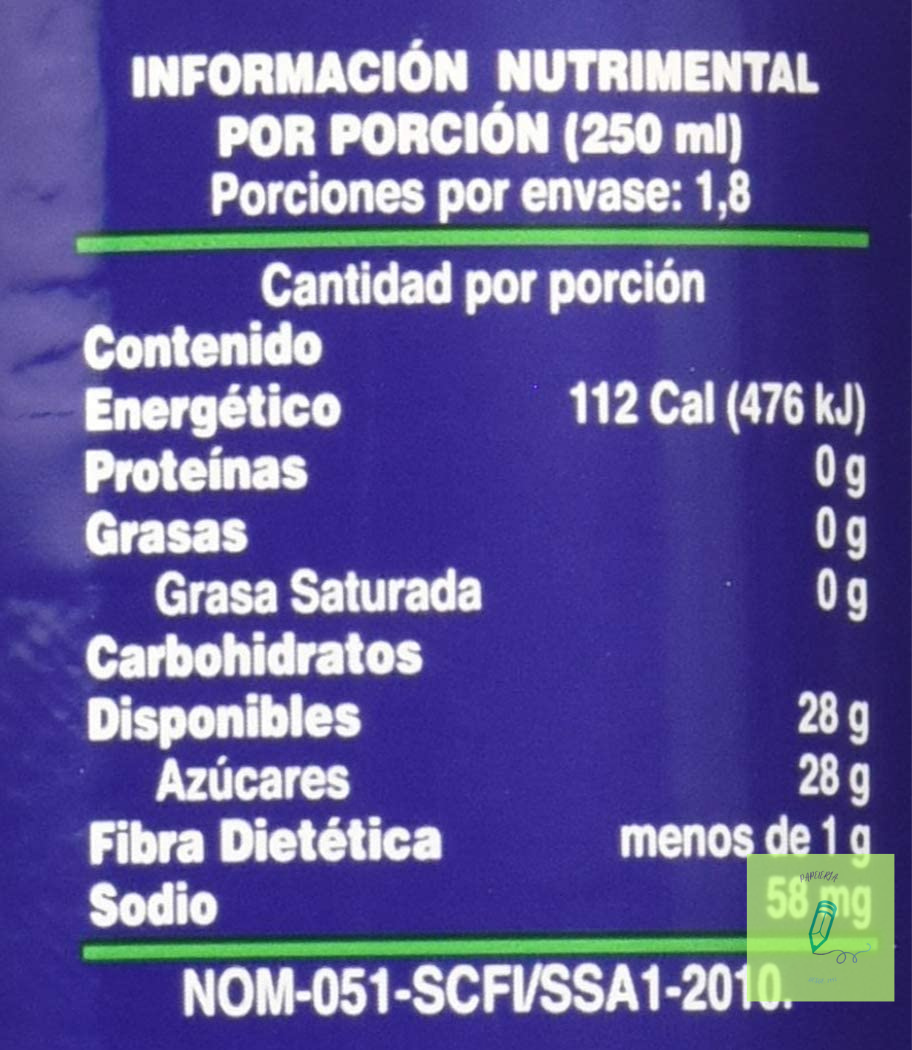 INFORMACIÓN NUTRIMENTAL
POR PORCIÓN (250 ml)
Porciones por envase: 1,8
Cantidad por porción
Contenido
Energético 112 Cal (476 kJ)
Proteínas 0 g
Grasas 0 g
Grasa Saturada 0 g
Carbohidratos
Disponibles 28 g
Azúcares 28 g
Fibra Dietética menos de 1 g
PAPELERIA
Sodio 58 mg
NOM-051-SCFI/SSA1-2010.